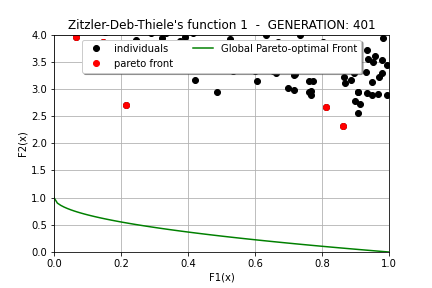 Zitzler-Deb-Thiele's function 1 - GENERATION: 401
individuals
pareto front
Global Pareto-optimal Front
F2(x)
4.0
3.5
3.0
2.5
2.0
1.5
1.0
0.5
0.0
0.0 0.2 0.4 0.6 0.8 1.0
F1(x)